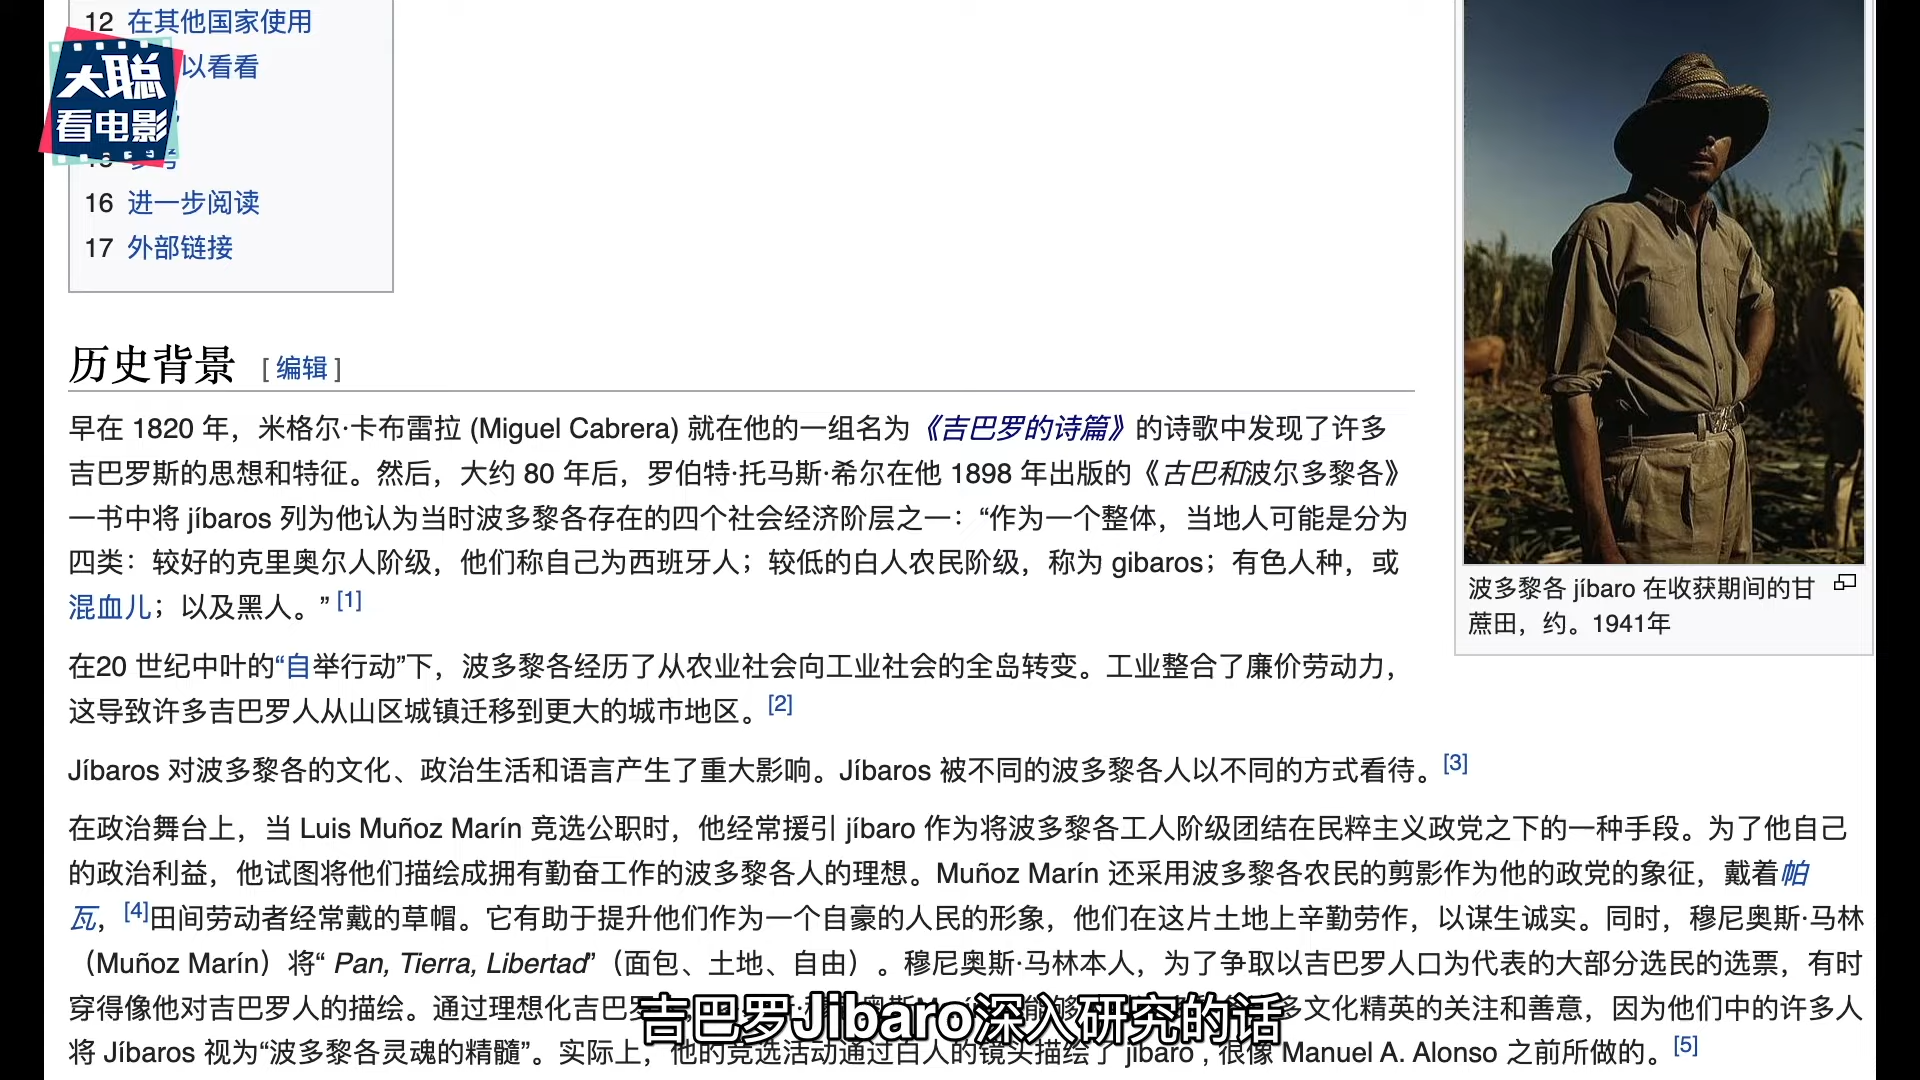 12 在其他国家使用
以看看
大聪
看电影
16 进一步阅读
17 外部链接
波多黎各 jíbaro 在收获期间的甘
蔗田，约。1941年
历史背景 [ 编辑 ]
早在 1820 年，米格尔·卡布雷拉 (Miguel Cabrera) 就在他的一组名为《吉巴罗的诗篇》的诗歌中发现了许多
吉巴罗斯的思想和特征。然后，大约 80 年后，罗伯特·托马斯·希尔在他 1898 年出版的《古巴和波尔多黎各》
一书中将 jíbaros 列为他认为当时波多黎各存在的四个社会经济阶层之一：“作为一个整体，当地人可能是分为
四类：较好的克里奥尔人阶级，他们称自己为西班牙人；较低的白人农民阶级，称为 gibaros；有色人种，或
混血儿；以及黑人。” [1]
在20 世纪中叶的“自举行动”下，波多黎各经历了从农业社会向工业社会的全岛转变。工业整合了廉价劳动力，
这导致许多吉巴罗人从山区城镇迁移到更大的城市地区。[2]
Jíbaros 对波多黎各的文化、政治生活和语言产生了重大影响。Jíbaros 被不同的波多黎各人以不同的方式看待。[3]
在政治舞台上，当 Luis Muñoz Marín 竞选公职时，他经常援引 jíbaro 作为将波多黎各工人阶级团结在民粹主义政党之下的一种手段。为了他自己
的政治利益，他试图将他们描绘成拥有勤奋工作的波多黎各人的理想。Muñoz Marín 还采用波多黎各农民的剪影作为他的政党的象征，戴着帕
瓦，[4]田间劳动者经常戴的草帽。它有助于提升他们作为一个自豪的人民的形象，他们在这片土地上辛勤劳作，以谋生诚实。同时，穆尼奥斯·马林
（Muñoz Marín）将“ Pan, Tierra, Libertad”（面包、土地、自由）。穆尼奥斯·马林本人，为了争取以吉巴罗人口为代表的大部分选民的选票，有时
穿得像他对吉巴罗人的描绘。通过理想化吉巴 多文化精英的关注和善意，因为他们中的许多人
吉巴罗Jibaro深入研究的话
将 Jíbaros 视为“波多黎各灵魂的精髓”。实际上，他的竞选活动通过白人的镜头描绘了 jíbaro , 很像 Manuel A. Alonso 之前所做的。[5]